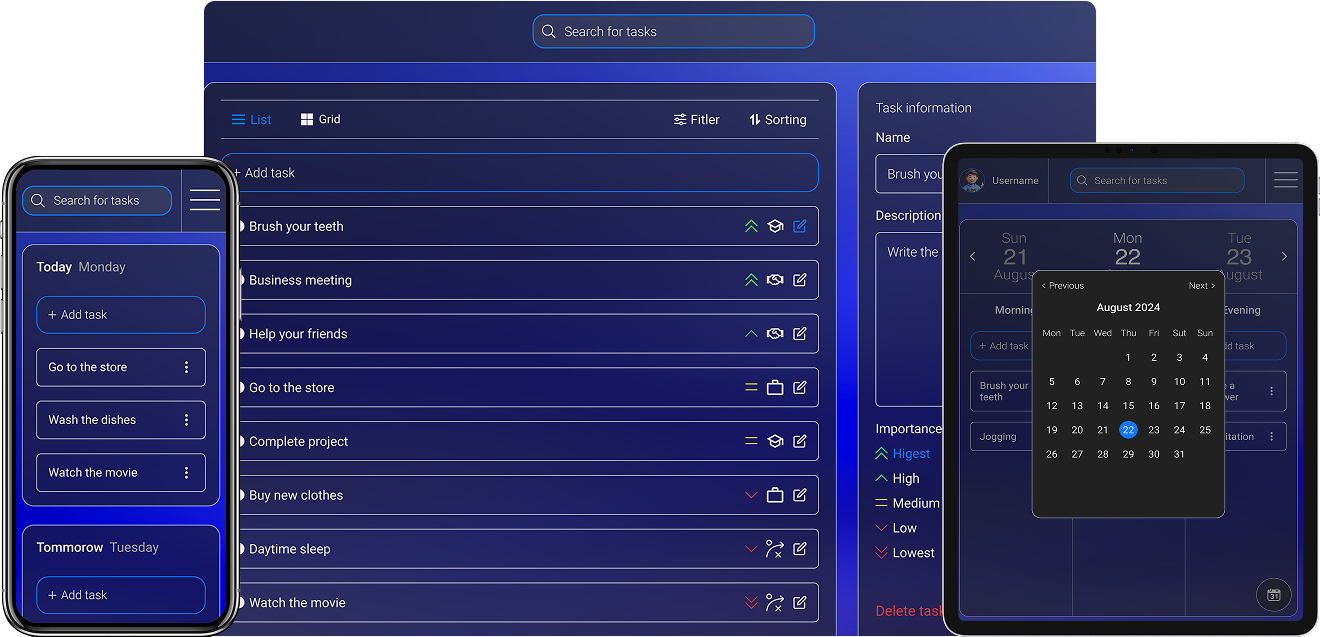 Search for tasks
List Grid Fitler Sorting
+ Add task
Brush your teeth
Business meeting
Help your friends
Go to the store
Complete project
Buy new clothes
Daytime sleep
Watch the movie
Task information
Name
Brush you
Description
Write the
Importance
Higest
High
Medium
Low
Lowest
Delete task
Search for tasks
Today Monday
+ Add task
Go to the store
Wash the dishes
Watch the movie
Tommorow Tuesday
+ Add task
Username
Search for tasks
Sun Mon Tue
21 22 23
August
August
Morning
Evening
+ Add task
dd task
Brush your
teeth
e a
wer
Jogging
itation
< Previous Next >
August 2024
Mon Tue Wed Thu Fri Sut Sun
1 2 3 4
5 6 7 8 9 10 11
12 13 14 15 16 17 18
19 20 21 22 23 24 25
26 27 28 29 30 31
31